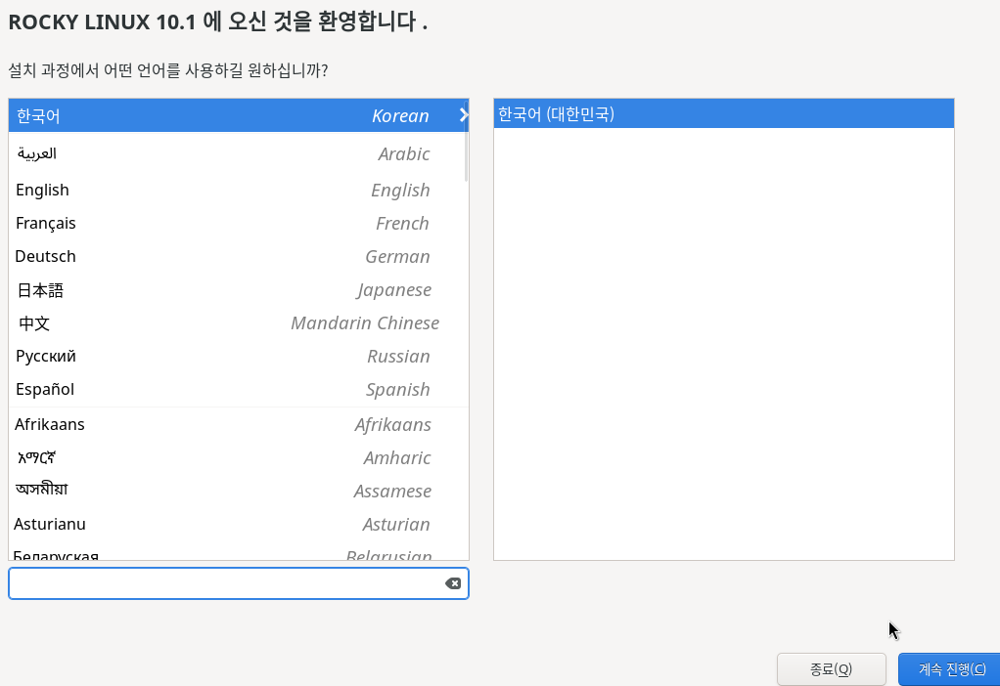 ROCKY LINUX 10.1 에 오신 것을 환영합니다 .
설치 과정에서 어떤 언어를 사용하길 원하십니까?
한국어 Korean
العربية Arabic
English English
Français French
Deutsch German
日本語 Japanese
中文 Mandarin Chinese
Русский Russian
Español Spanish
Afrikaans Afrikaans
አማርኛ Amharic
অসমীয়া Assamese
Asturianu Asturian
Беларуская Belarusian
한국어 (대한민국)
종료(Q) 계속 진행(C)